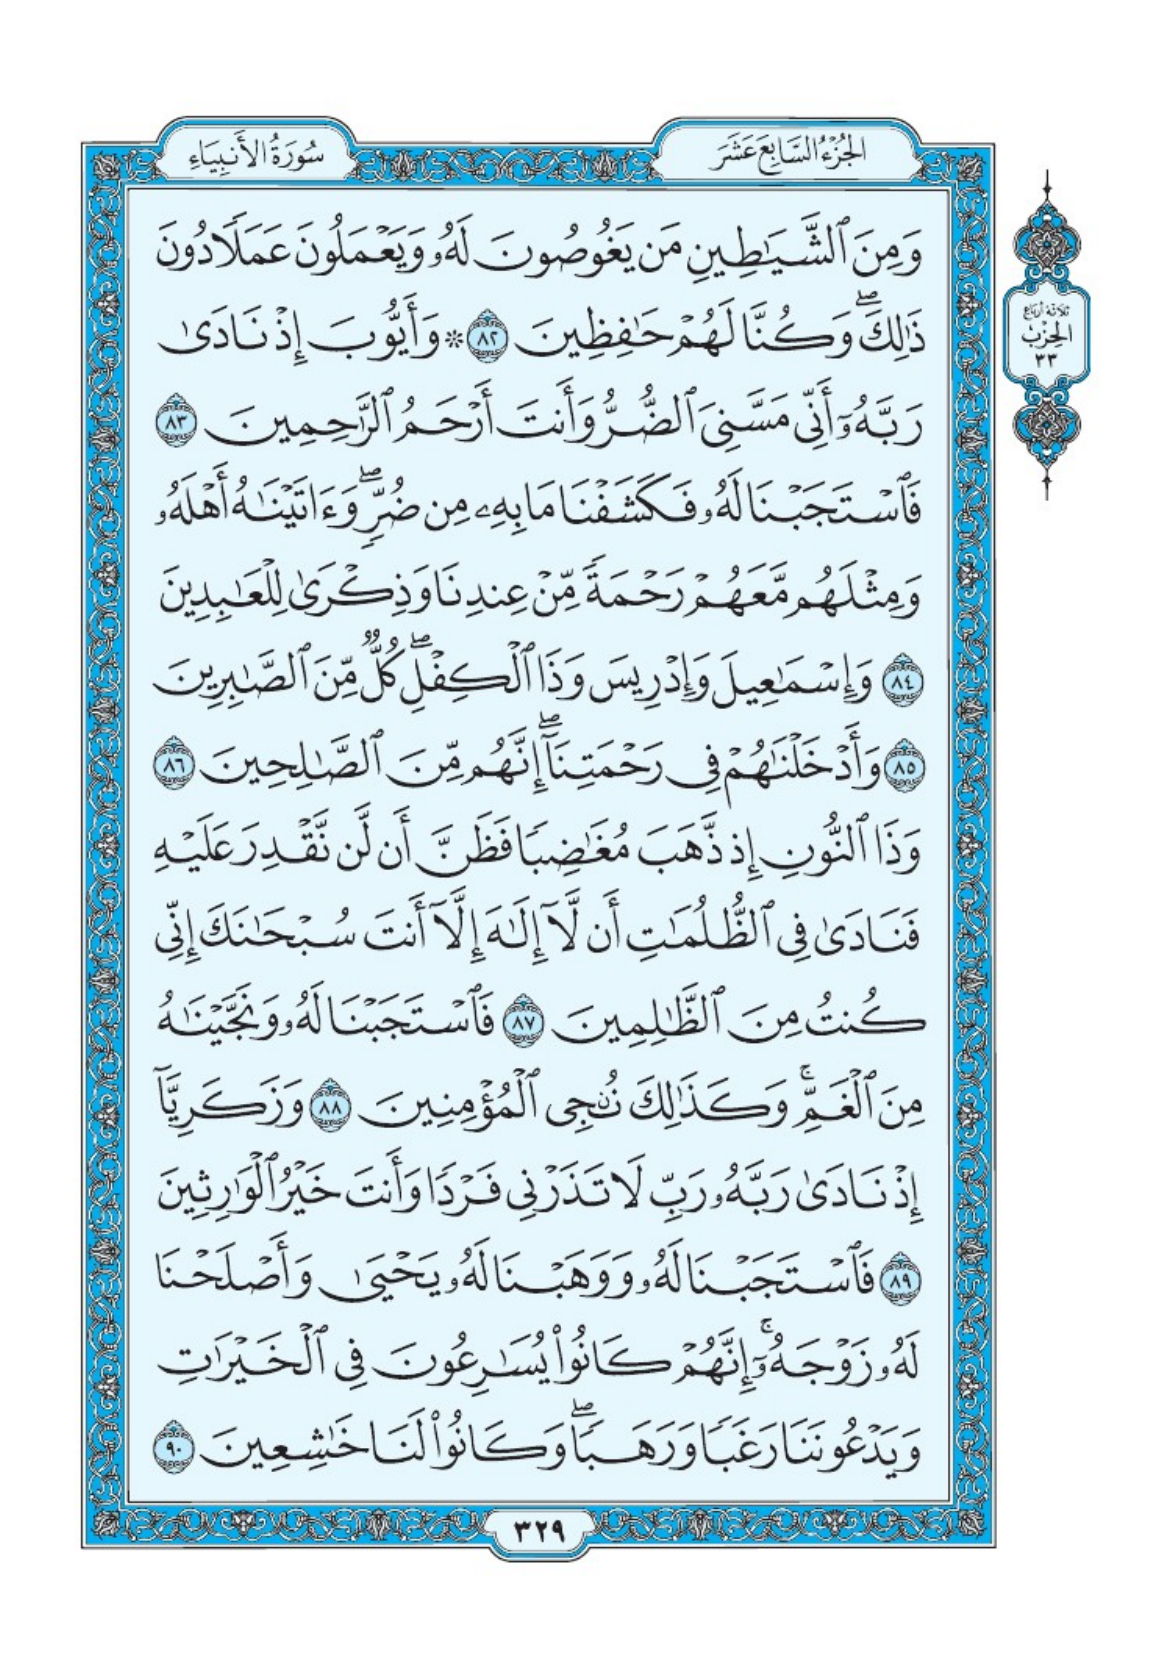 الجُزْءُ السَّابِعَ عَشَرَ
سُورَةُ الأَنبِيَاءِ
ثلاثة أرباع
الحزب
٣٣
وَمِنَ ٱلشَّيَٰطِينِ مَن يَغُوصُونَ لَهُۥ وَيَعۡمَلُونَ عَمَلًا دُونَ
ذَٰلِكَۖ وَكُنَّا لَهُمۡ حَٰفِظِينَ ٨٢ ۞ وَأَيُّوبَ إِذۡ نَادَىٰ
رَبَّهُۥٓ أَنِّي مَسَّنِيَ ٱلضُّرُّ وَأَنتَ أَرۡحَمُ ٱلرَّٰحِمِينَ ٨٣
فَٱسۡتَجَبۡنَا لَهُۥ فَكَشَفۡنَا مَا بِهِۦ مِن ضُرّٖۖ وَءَاتَيۡنَٰهُ أَهۡلَهُۥ
وَمِثۡلَهُم مَّعَهُمۡ رَحۡمَةٗ مِّنۡ عِندِنَا وَذِكۡرَىٰ لِلۡعَٰبِدِينَ
٨٤ وَإِسۡمَٰعِيلَ وَإِدۡرِيسَ وَذَا ٱلۡكِفۡلِۖ كُلّٞ مِّنَ ٱلصَّٰبِرِينَ
٨٥ وَأَدۡخَلۡنَٰهُمۡ فِي رَحۡمَتِنَآۖ إِنَّهُم مِّنَ ٱلصَّٰلِحِينَ ٨٦
وَذَا ٱلنُّونِ إِذ ذَّهَبَ مُغَٰضِبٗا فَظَنَّ أَن لَّن نَّقۡدِرَ عَلَيۡهِ
فَنَادَىٰ فِي ٱلظُّلُمَٰتِ أَن لَّآ إِلَٰهَ إِلَّآ أَنتَ سُبۡحَٰنَكَ إِنِّي
كُنتُ مِنَ ٱلظَّٰلِمِينَ ٨٧ فَٱسۡتَجَبۡنَا لَهُۥ وَنَجَّيۡنَٰهُ
مِنَ ٱلۡغَمِّۚ وَكَذَٰلِكَ نُـۨجِي ٱلۡمُؤۡمِنِينَ ٨٨ وَزَكَرِيَّآ
إِذۡ نَادَىٰ رَبَّهُۥ رَبِّ لَا تَذَرۡنِي فَرۡدٗا وَأَنتَ خَيۡرُ ٱلۡوَٰرِثِينَ
٨٩ فَٱسۡتَجَبۡنَا لَهُۥ وَوَهَبۡنَا لَهُۥ يَحۡيَىٰ وَأَصۡلَحۡنَا
لَهُۥ زَوۡجَهُۥٓۚ إِنَّهُمۡ كَانُواْ يُسَٰرِعُونَ فِي ٱلۡخَيۡرَٰتِ
وَيَدۡعُونَنَا رَغَبٗا وَرَهَبٗاۖ وَكَانُواْ لَنَا خَٰشِعِينَ ٩٠
٣٢٩